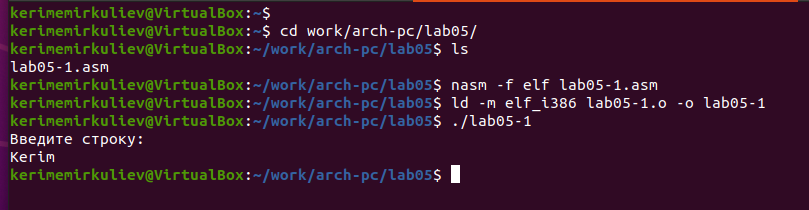 kerimemirkuliev@VirtualBox:~$
kerimemirkuliev@VirtualBox:~$ cd work/arch-pc/lab05/
kerimemirkuliev@VirtualBox:~/work/arch-pc/lab05$ ls
lab05-1.asm
kerimemirkuliev@VirtualBox:~/work/arch-pc/lab05$ nasm -f elf lab05-1.asm
kerimemirkuliev@VirtualBox:~/work/arch-pc/lab05$ ld -m elf_i386 lab05-1.o -o lab05-1
kerimemirkuliev@VirtualBox:~/work/arch-pc/lab05$ ./lab05-1
Введите строку:
Kerim
kerimemirkuliev@VirtualBox:~/work/arch-pc/lab05$